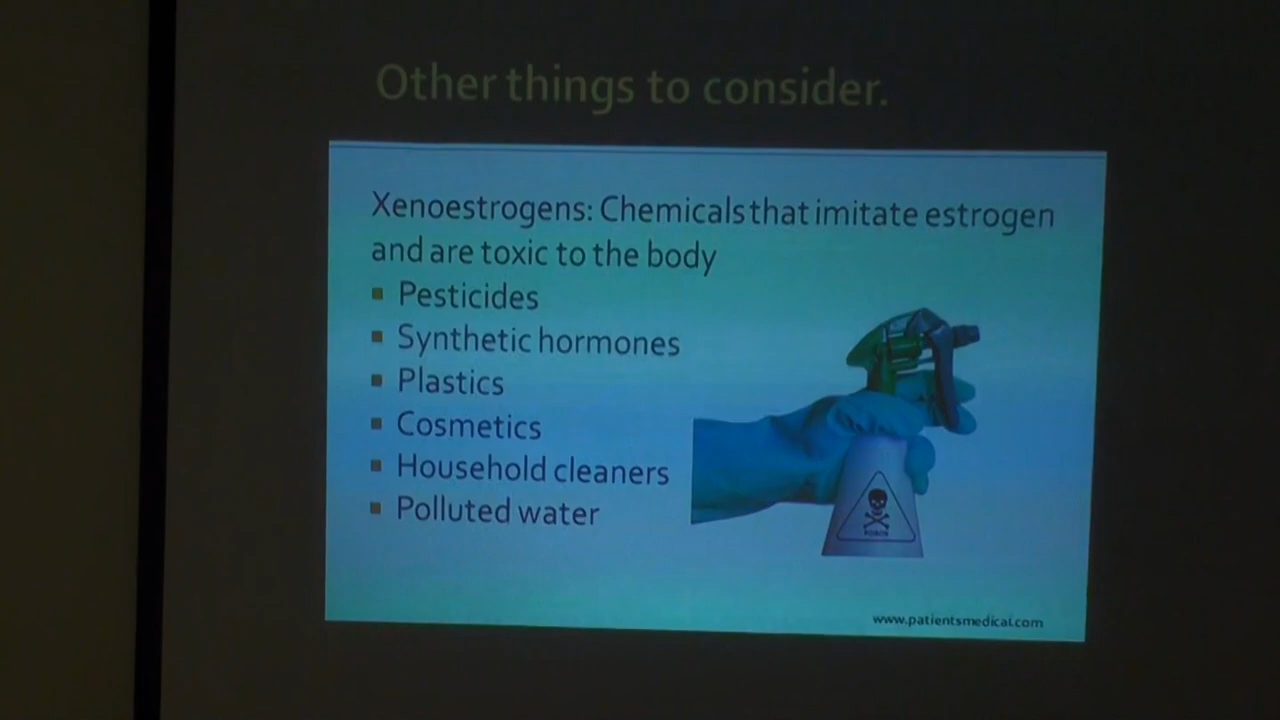 Other things to consider.
Xenoestrogens: Chemicals that imitate estrogen
and are toxic to the body
Pesticides
Synthetic hormones
Plastics
Cosmetics
Household cleaners
Polluted water
POISON
www.patientsmedical.com